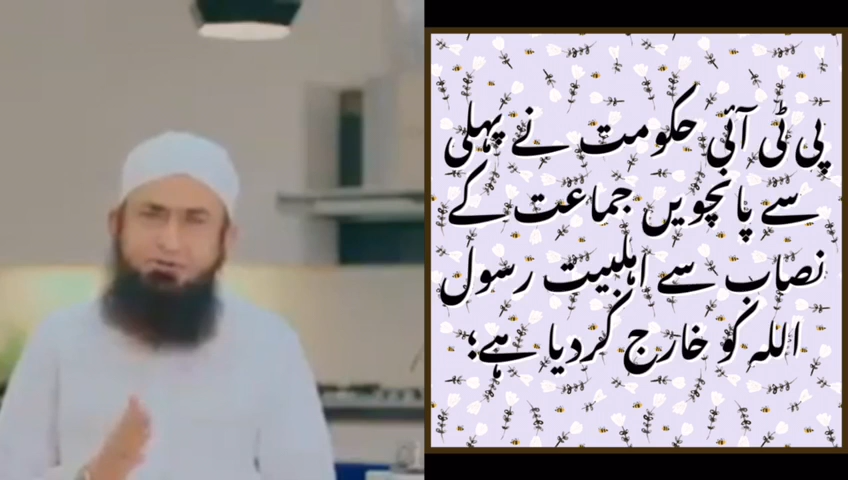 پی ٹی آئی حکومت نے پہلی
سے پانچویں جماعت کے
نصاب سے اہلبیت رسول
اللہ کو خارج کردیا ہے؛